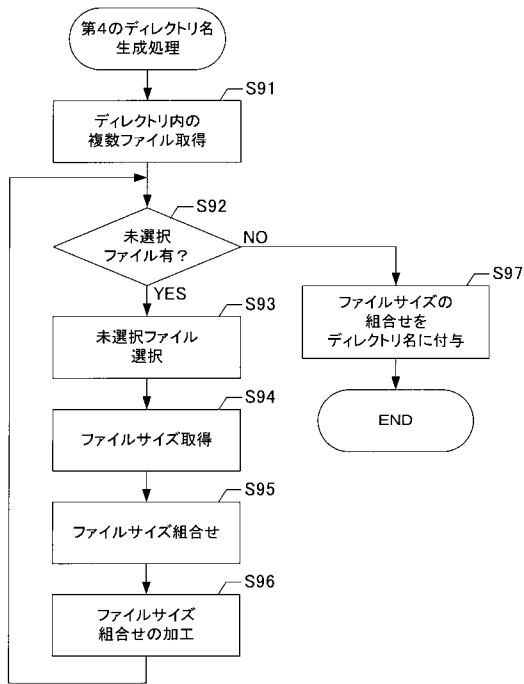 第4のディレクトリ名
生成処理
S91
ディレクトリ内の
複数ファイル取得
S92
未選択
ファイル有?
NO
YES
S93
未選択ファイル
選択
S94
ファイルサイズ取得
S95
ファイルサイズ組合せ
S96
ファイルサイズ
組合せの加工
S97
ファイルサイズの
組合せを
ディレクトリ名に付与
END